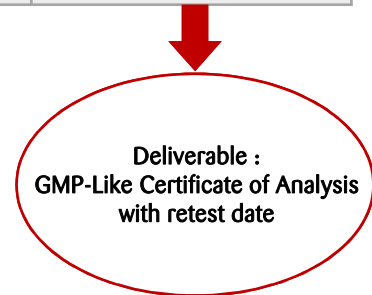 Deliverable :
GMP-Like Certificate of Analysis
with retest date